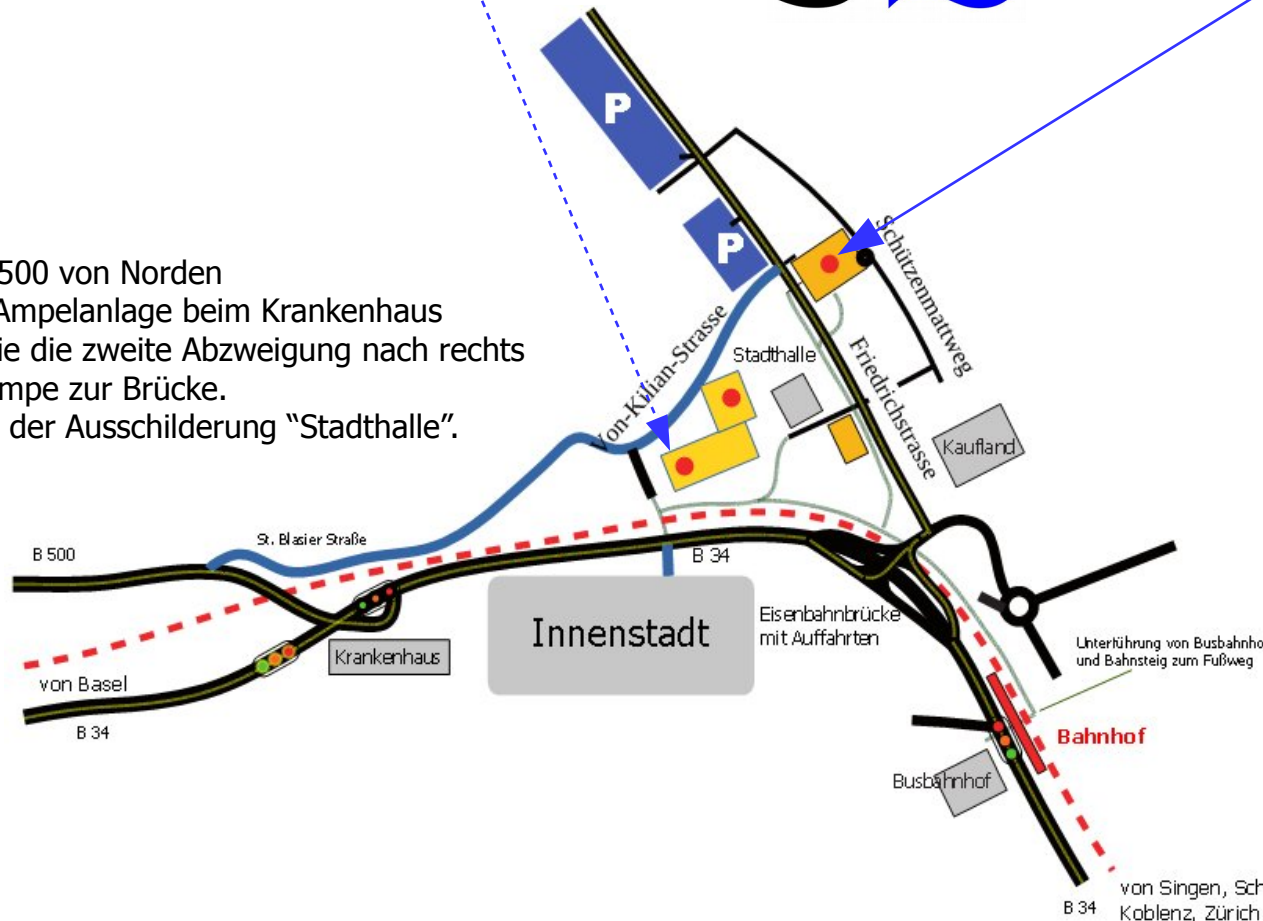 P
P
500 von Norden
Ampelanlage beim Krankenhaus
ie die zweite Abzweigung nach rechts
mpe zur Brücke.
der Ausschilderung “Stadthalle”.
Schützenmattweg
Von-Kilian-Strasse
Stadthalle
Friedrichstrasse
Kaufland
St. Blasier Straße
B 500
B 34
Innenstadt
Eisenbahnbrücke
mit Auffahrten
Krankenhaus
von Basel
B 34
Unterführung von Busbahnho
und Bahnsteig zum Fußweg
Bahnhof
Busbahnhof
B 34
von Singen, Sch
Koblenz, Zürich